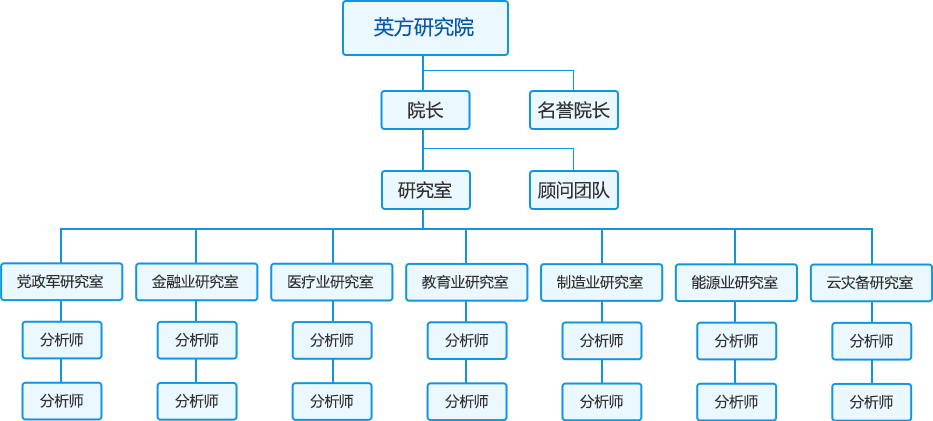 英方研究院
院长
名誉院长
研究室
顾问团队
党政军研究室
金融业研究室
医疗业研究室
教育业研究室
制造业研究室
能源业研究室
云灾备研究室
分析师
分析师
分析师
分析师
分析师
分析师
分析师
分析师
分析师
分析师
分析师
分析师
分析师
分析师